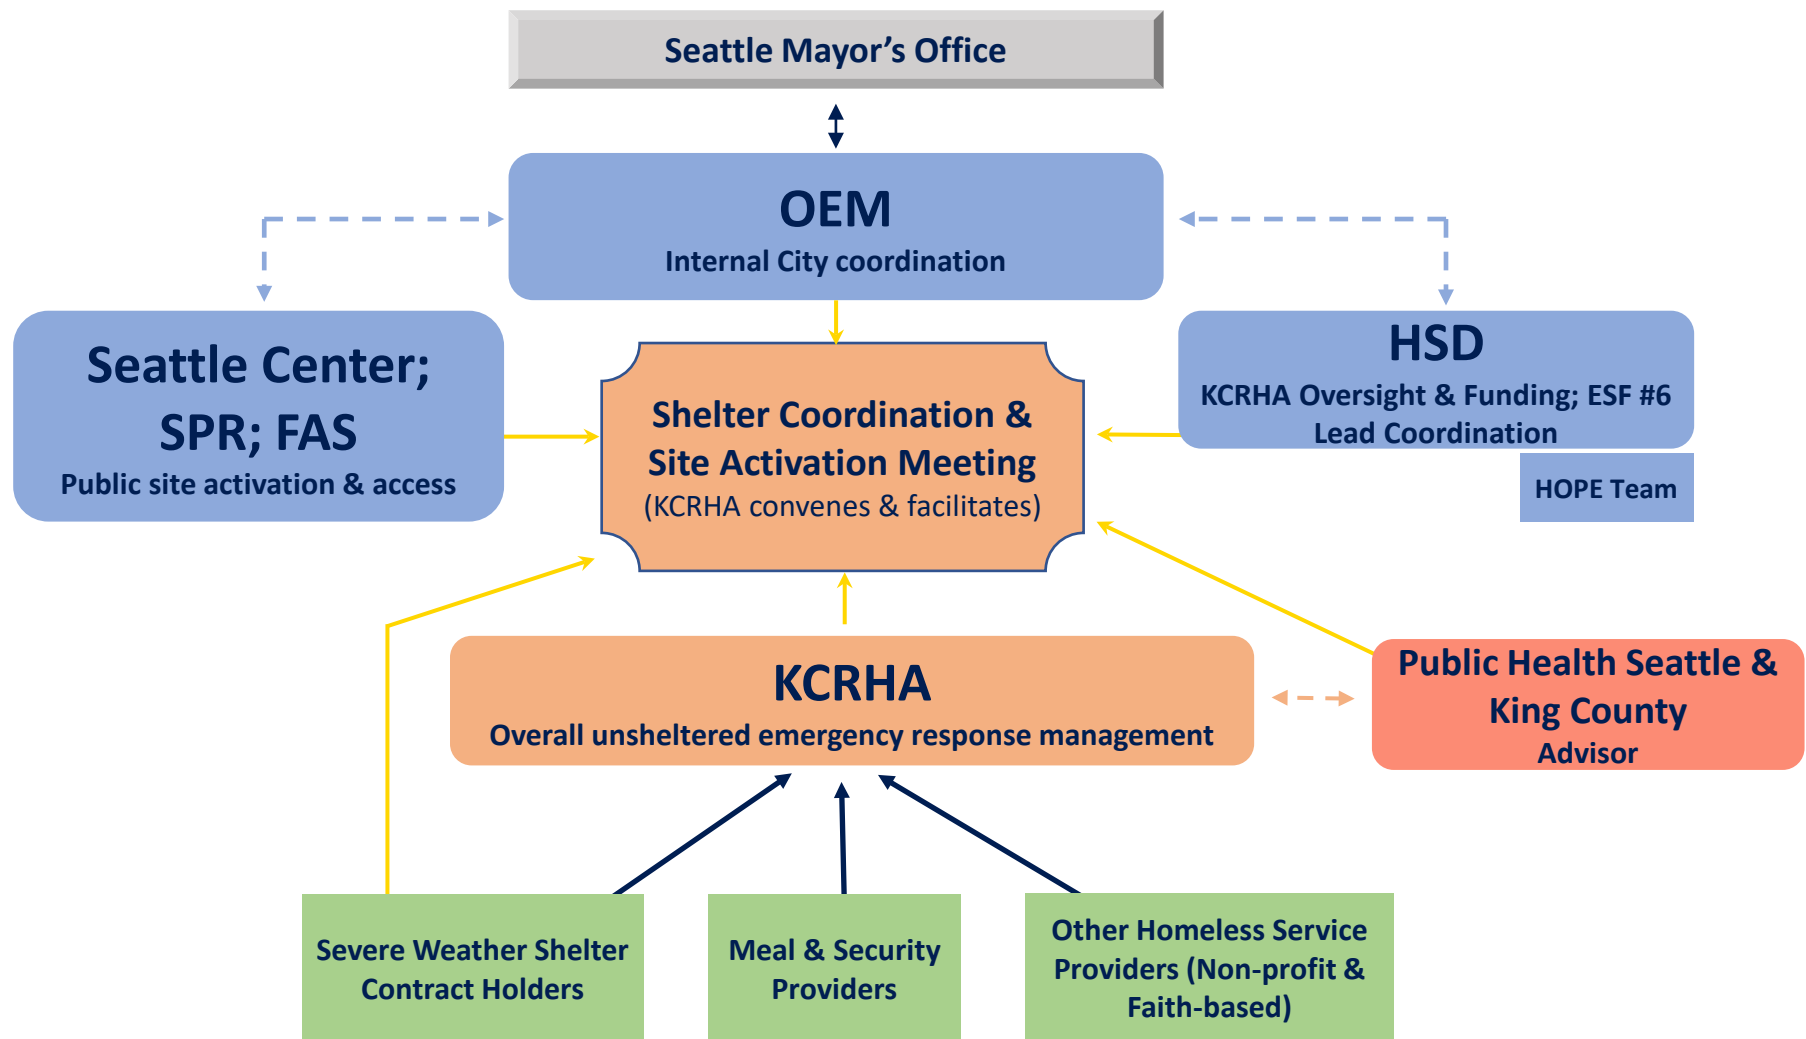 Seattle Mayor’s Office
OEM
Internal City coordination
Seattle Center;
SPR; FAS
Public site activation & access
Shelter Coordination &
Site Activation Meeting
(KCRHA convenes & facilitates)
HSD
KCRHA Oversight & Funding; ESF #6
Lead Coordination
HOPE Team
KCRHA
Overall unsheltered emergency response management
Public Health Seattle &
King County
Advisor
Severe Weather Shelter
Contract Holders
Meal & Security
Providers
Other Homeless Service
Providers (Non-profit &
Faith-based)